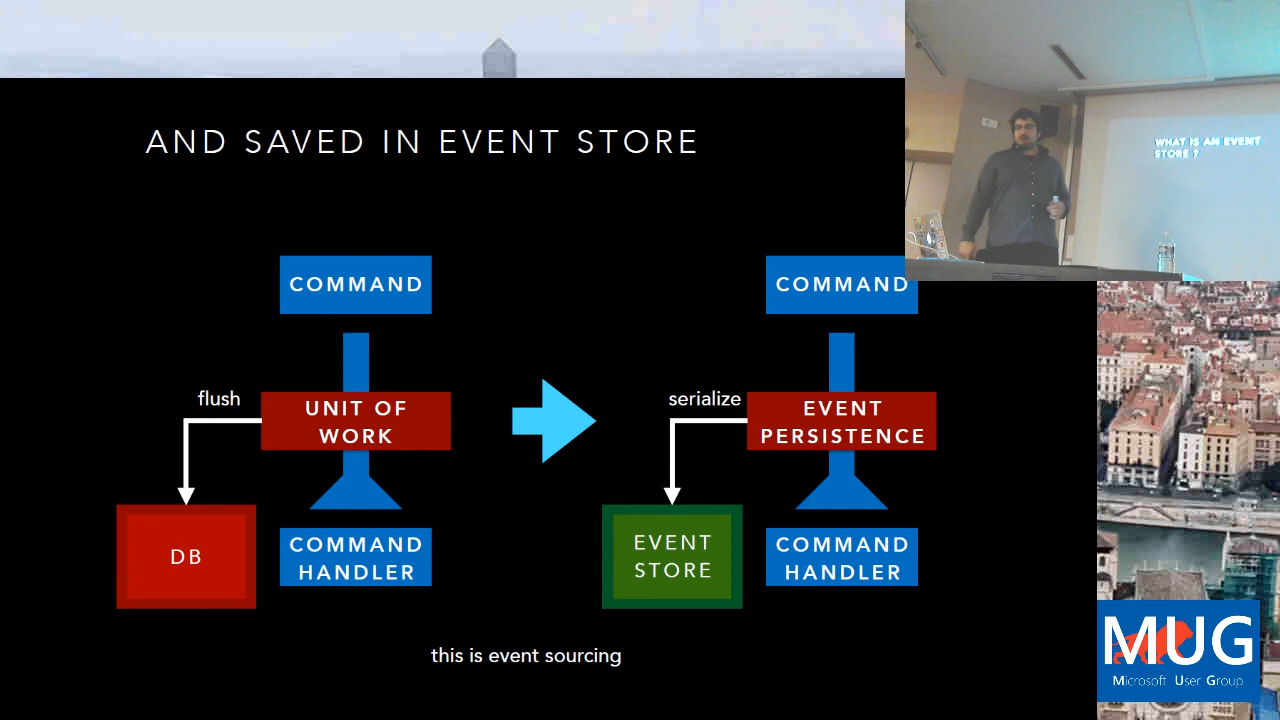 AND SAVED IN EVENT STORE
WHAT IS AN EVENT
STORE ?
COMMAND
COMMAND
flush
UNIT OF
WORK
serialize
EVENT
PERSISTENCE
DB
COMMAND
HANDLER
EVENT
STORE
COMMAND
HANDLER
this is event sourcing
MUG
Microsoft User Group